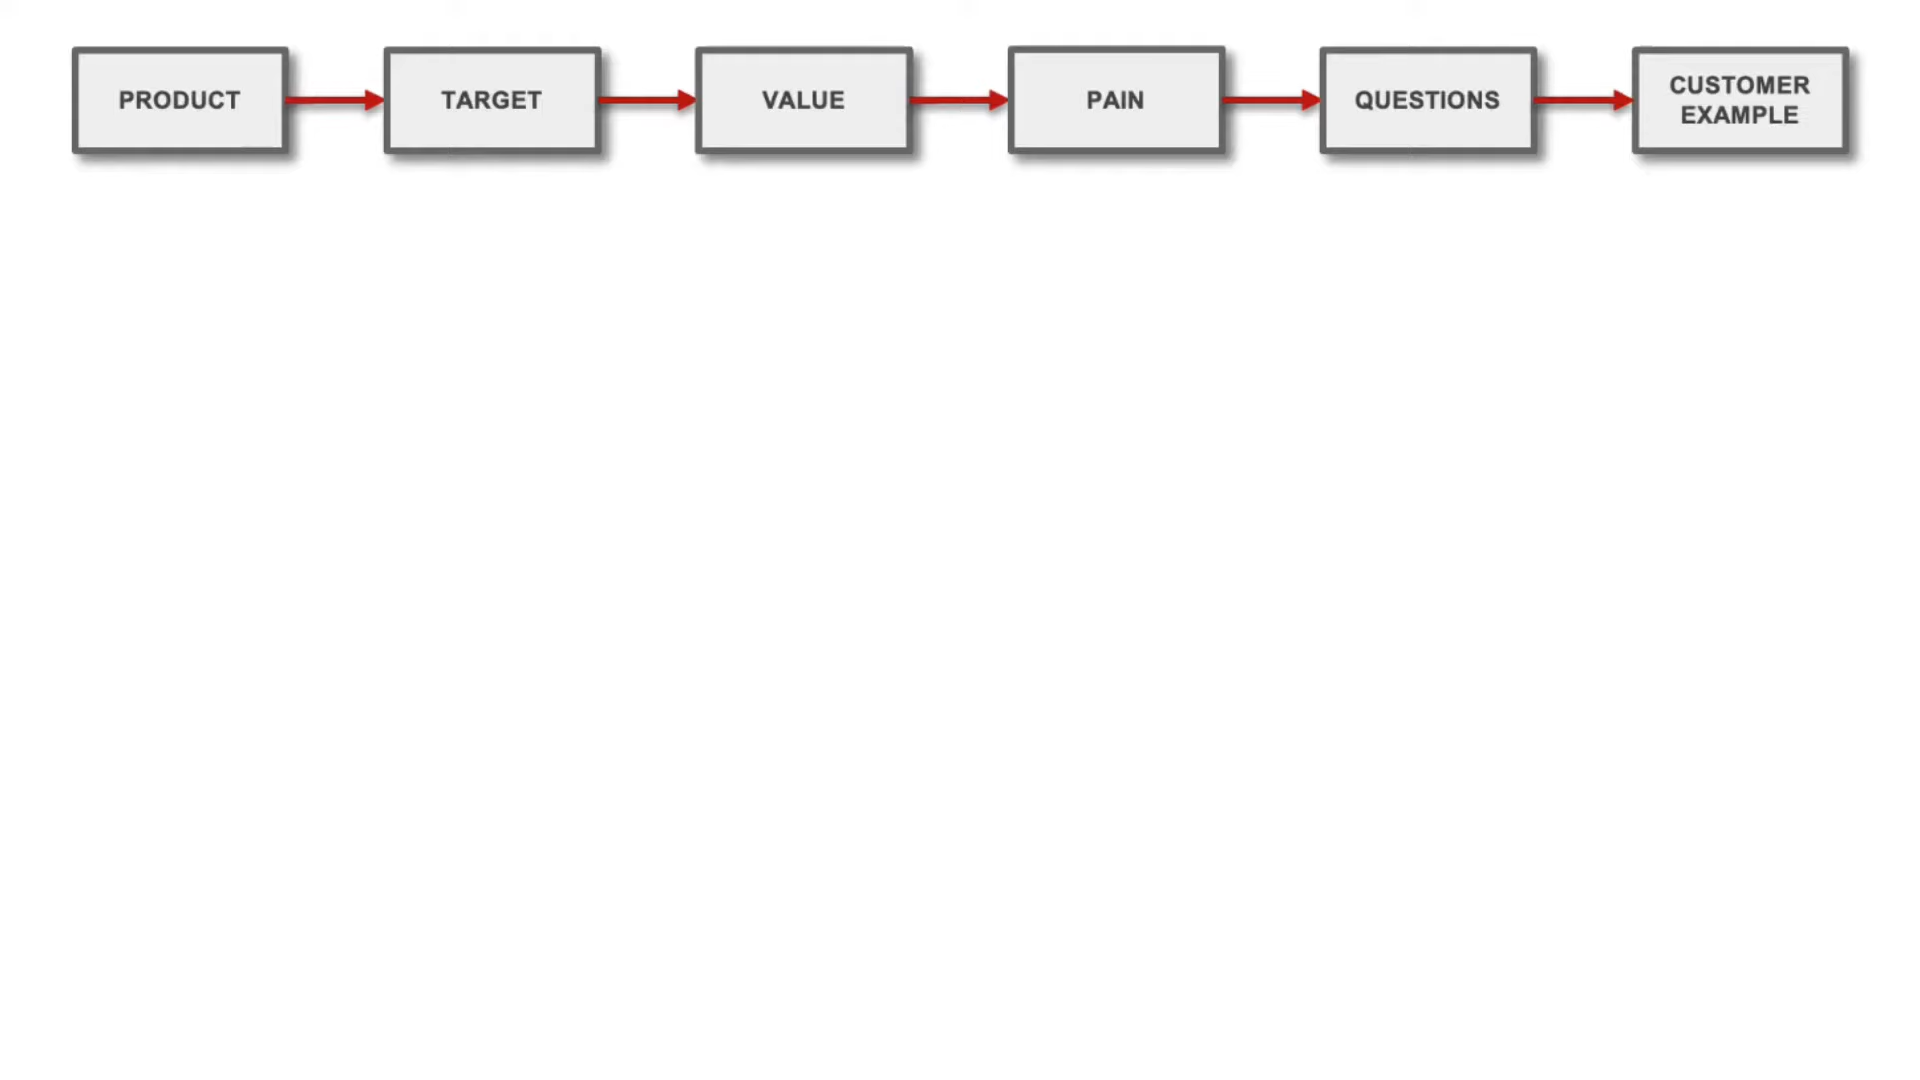 PRODUCT
TARGET
VALUE
PAIN
QUESTIONS
CUSTOMER
EXAMPLE